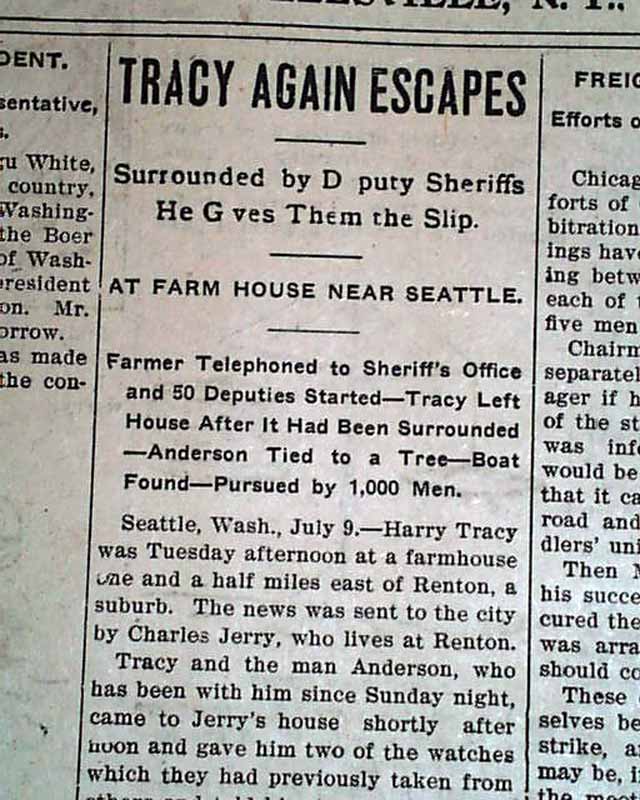 N. Y.
DENT.
sentative,
s.
White,
country,
Washing-
the Boer
of Wash-
resident
on. Mr.
orrow.
as made
the con-
TRACY AGAIN ESCAPES
Surrounded by D puty Sheriffs
He G ves Them the Slip.
AT FARM HOUSE NEAR SEATTLE.
Farmer Telephoned to Sheriff's Office
and 50 Deputies Started—Tracy Left
House After It Had Been Surrounded
—Anderson Tied to a Tree—Boat
Found—Pursued by 1,000 Men.
Seattle, Wash., July 9.—Harry Tracy
was Tuesday afternoon at a farmhouse
one and a half miles east of Renton, a
suburb. The news was sent to the city
by Charles Jerry, who lives at Renton.
Tracy and the man Anderson, who
has been with him since Sunday night,
came to Jerry's house shortly after
noon and gave him two of the watches
which they had previously taken from
FREIG
Efforts o
Chicag
forts of
bitration
ings hav
ing betw
each of t
five men
Chairm
separatel
ager if h
of the st
was info
would be
that it ca
road and
dlers' uni
Then
his succe
cured the
was arra
should co
These
selves be
strike, a
may be, i
the meet